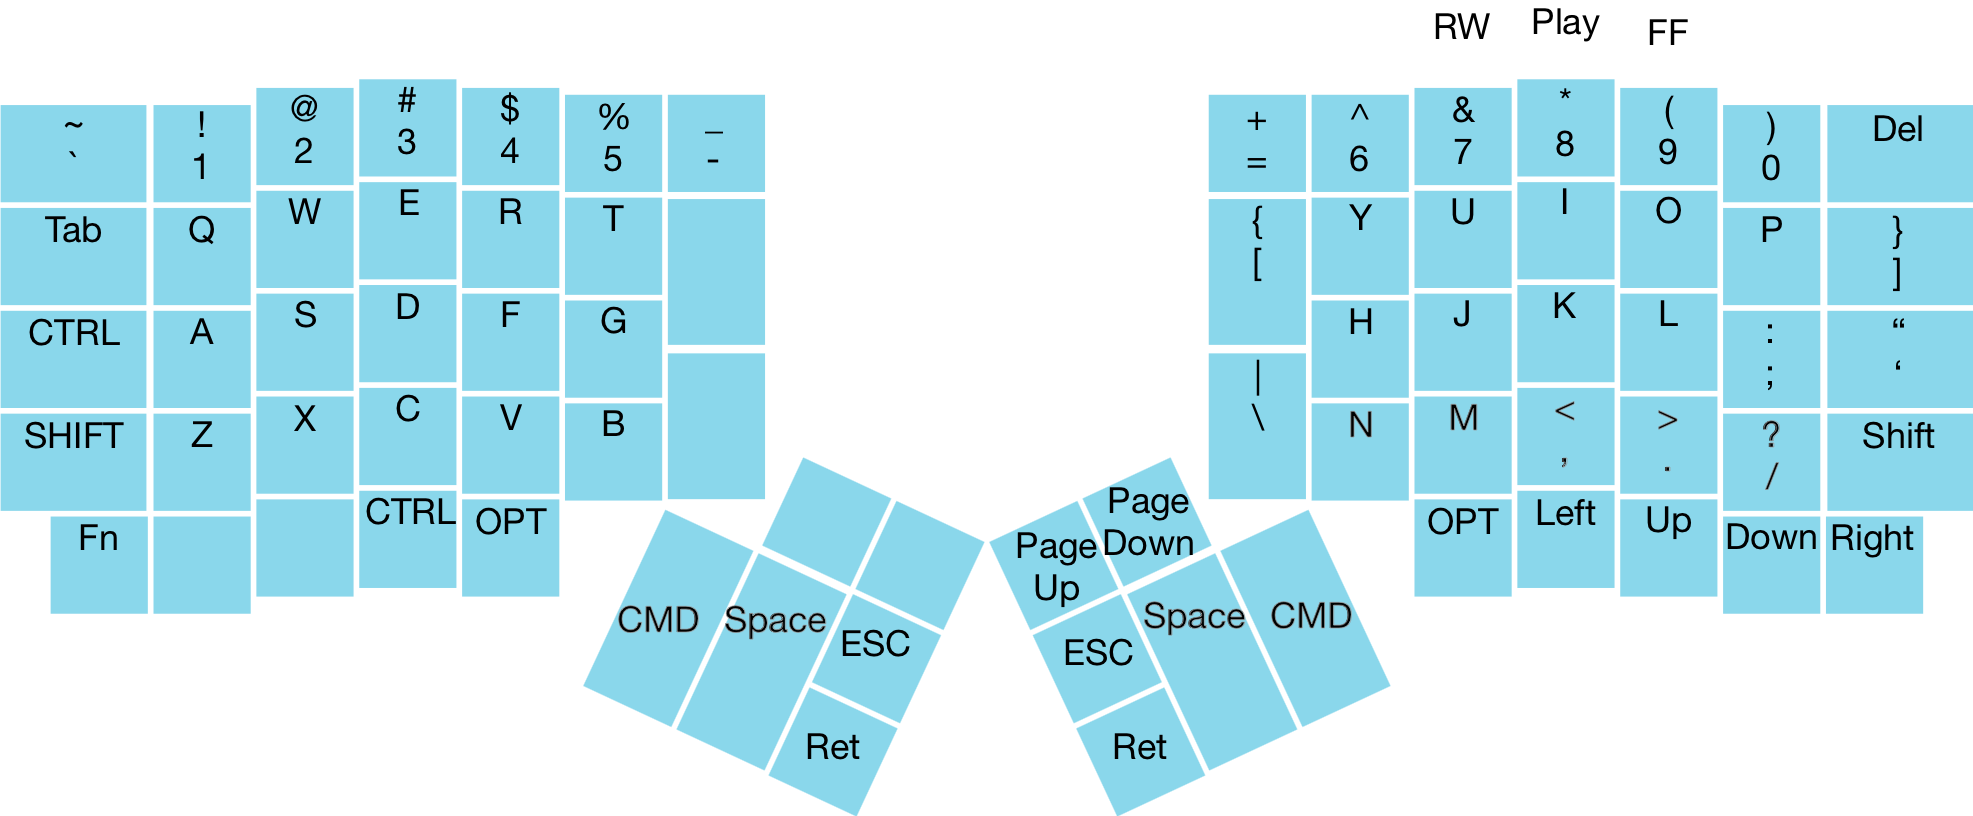 RW Play FF
~ ! @ # $ % _
` 1 2 3 4 5 -
+ ^ & * ( ) Del
= 6 7 8 9 0
Tab Q W E R T
{ Y U I O P }
[ ]
CTRL A S D F G
H J K L : “
; ‘
SHIFT Z X C V B
| N M < > ? Shift
\ , . /
Fn CTRL OPT
OPT Left Up Down Right
CMD Space ESC
Ret
Page
Up
Page
Down
ESC Space CMD
Ret